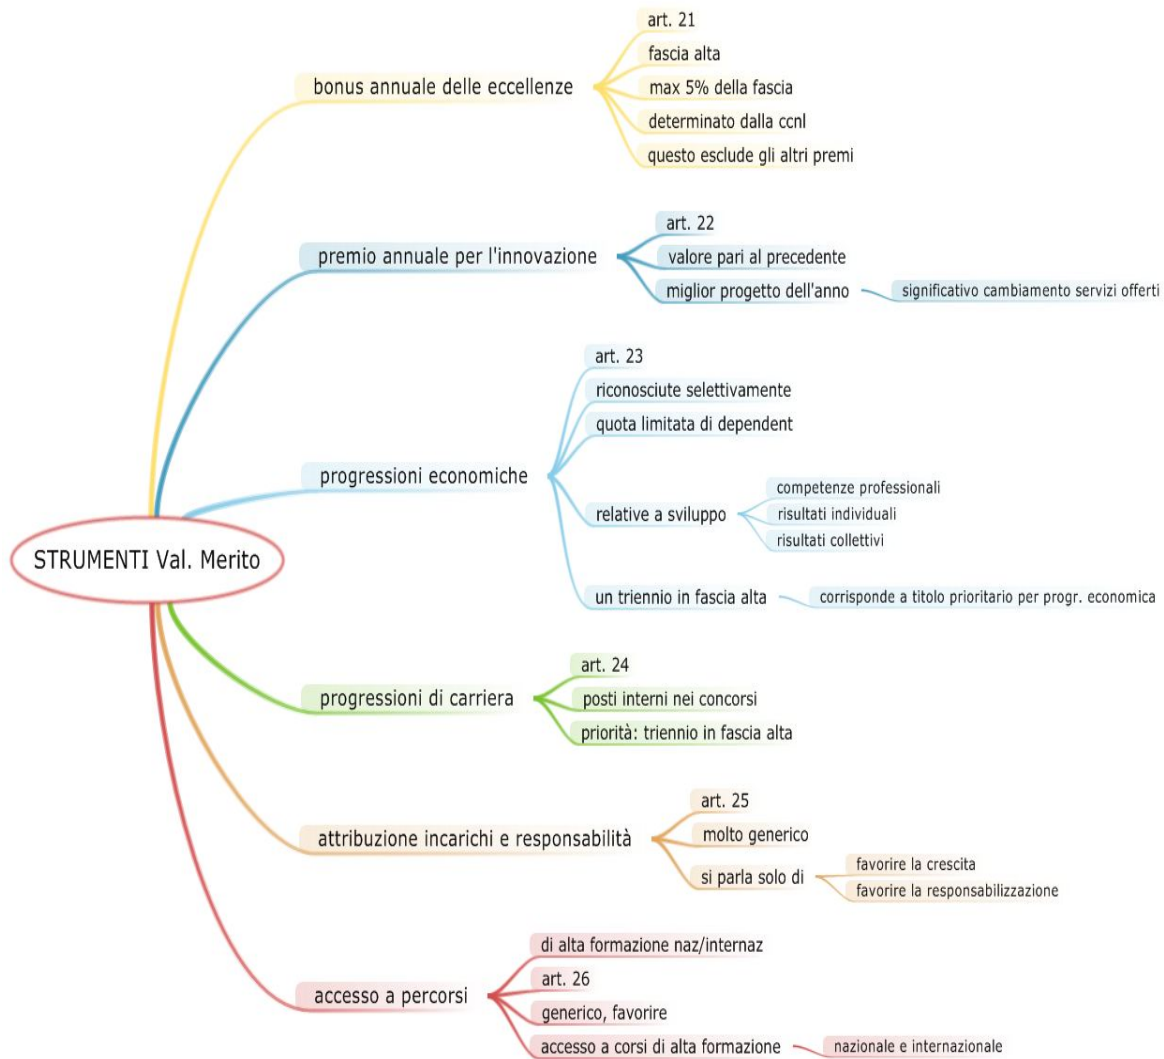 STRUMENTI Val. Merito
bonus annuale delle eccellenze
art. 21
fascia alta
max 5% della fascia
determinato dalla ccnl
questo esclude gli altri premi
premio annuale per l'innovazione
art. 22
valore pari al precedente
miglior progetto dell'anno
significativo cambiamento servizi offerti
progressioni economiche
art. 23
riconosciute selettivamente
quota limitata di dependent
relative a sviluppo
competenze professionali
risultati individuali
risultati collettivi
un triennio in fascia alta
corrisponde a titolo prioritario per progr. economica
progressioni di carriera
art. 24
posti interni nei concorsi
priorità: triennio in fascia alta
attribuzione incarichi e responsabilità
art. 25
molto generico
si parla solo di
favorire la crescita
favorire la responsabilizzazione
accesso a percorsi
di alta formazione naz/internaz
art. 26
generico, favorire
accesso a corsi di alta formazione
nazionale e internazionale